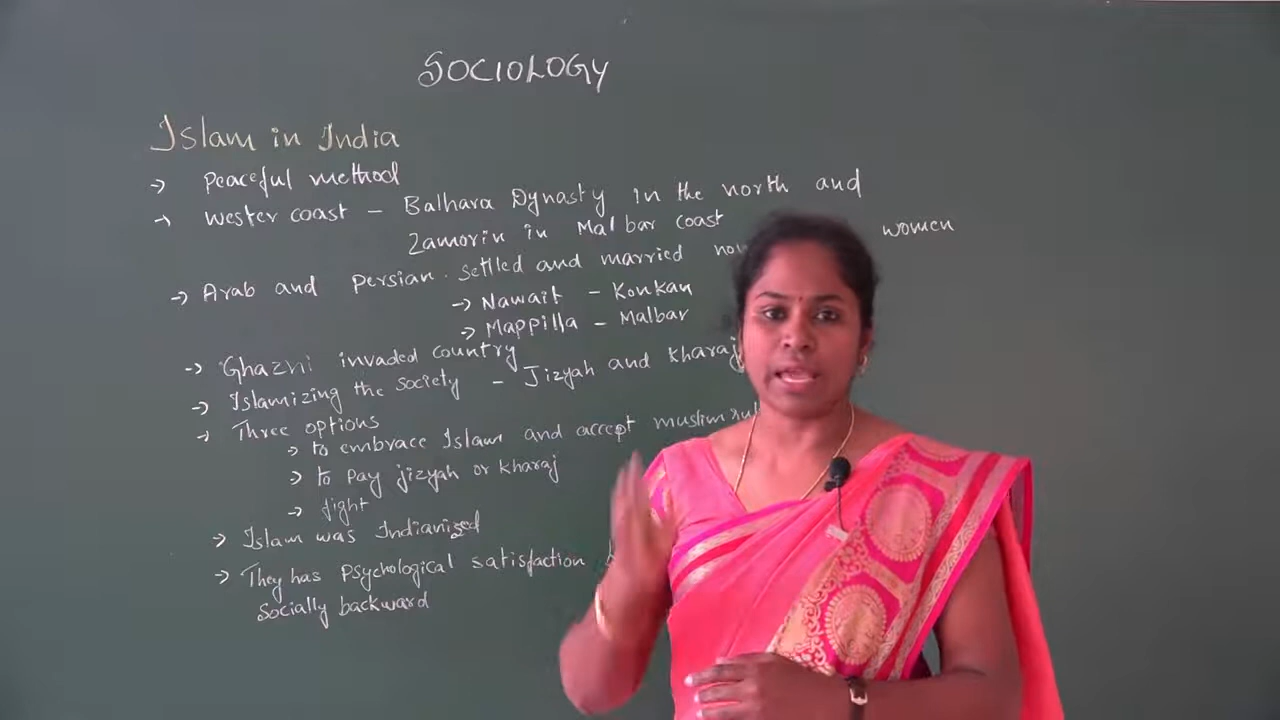 SOCIOLOGY
Islam in India
→ Peaceful method
→ Wester coast – Balhara Dynasty in the north and
Zamorin in Malbar coast
→ Arab and Persian settled and married women
→ Nawait – Konkan
→ Mappilla – Malbar
→ Ghazni invaded country
→ Islamizing the society – Jizyah and Kharaj
→ Three options
→ to embrace Islam and accept muslim
→ to pay jizyah or kharaj
→ fight
→ Islam was Indianized
→ They has psychological satisfaction
Socially backward